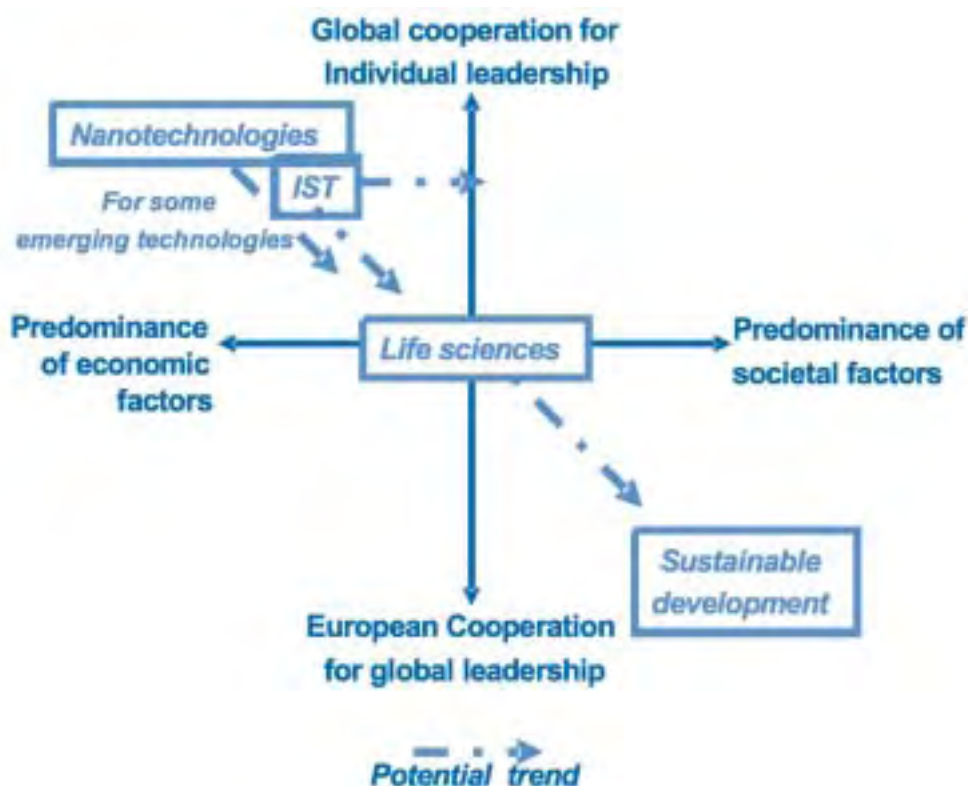 Global cooperation for
Individual leadership
Nanotechnologies
IST
For some
emerging technologies
Predominance
of economic
factors
Life sciences
Predominance of
societal factors
Sustainable
development
European Cooperation
for global leadership
Potential trend